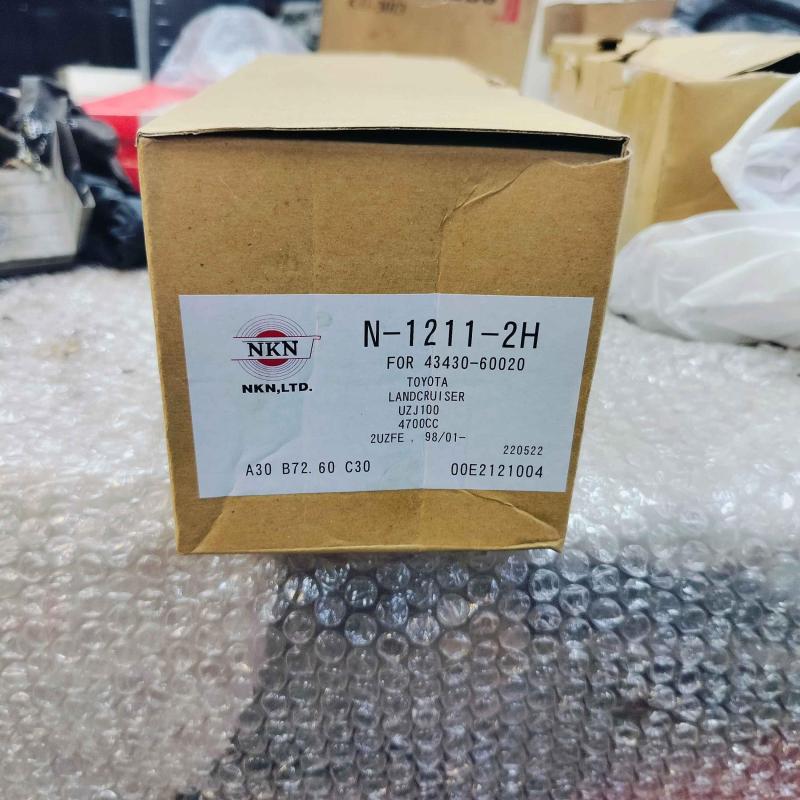 NKN
NKN,LTD.
N-1211-2H
FOR 43430-60020
TOYOTA
LANDCRUISER
UZJ100
4700CC
2UZFE , 98/01-
220522
A30 B72.60 C30
00E2121004